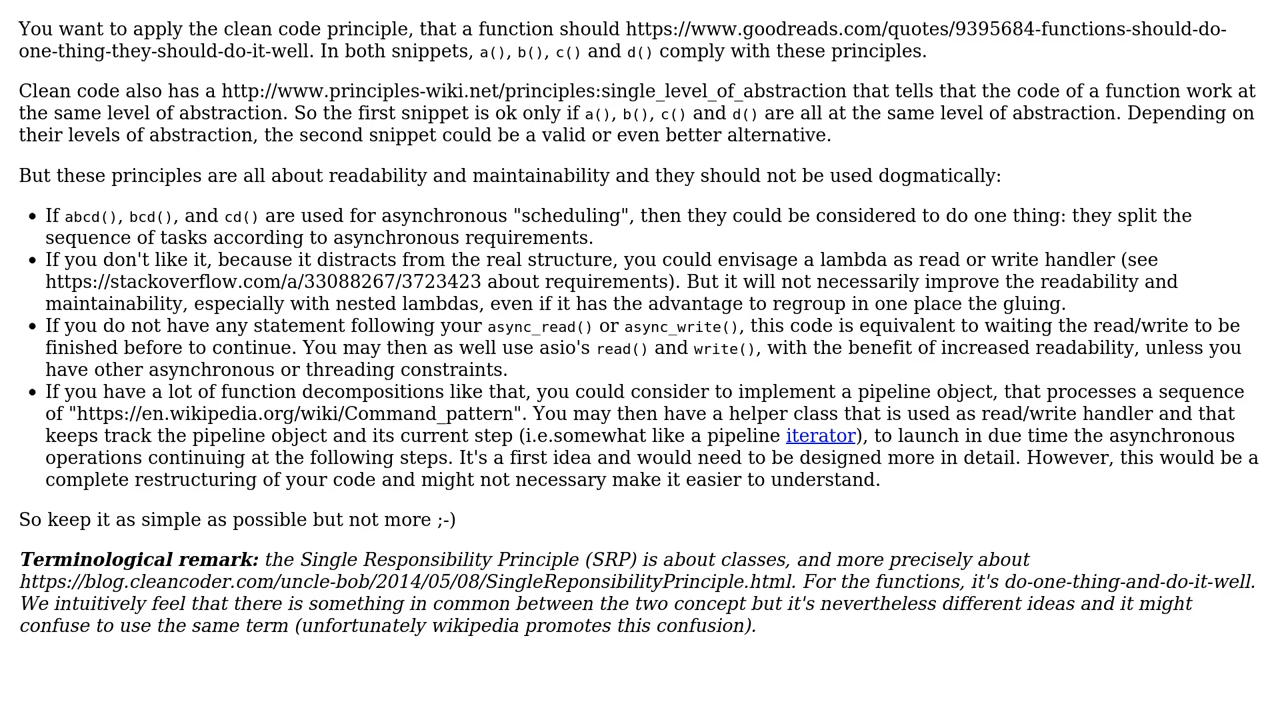 You want to apply the clean code principle, that a function should https://www.goodreads.com/quotes/9395684-functions-should-do-
one-thing-they-should-do-it-well. In both snippets, a(), b(), c() and d() comply with these principles.
Clean code also has a http://www.principles-wiki.net/principles:single_level_of_abstraction that tells that the code of a function work at
the same level of abstraction. So the first snippet is ok only if a(), b(), c() and d() are all at the same level of abstraction. Depending on
their levels of abstraction, the second snippet could be a valid or even better alternative.
But these principles are all about readability and maintainability and they should not be used dogmatically:
• If abcd(), bcd(), and cd() are used for asynchronous "scheduling", then they could be considered to do one thing: they split the
sequence of tasks according to asynchronous requirements.
• If you don't like it, because it distracts from the real structure, you could envisage a lambda as read or write handler (see
https://stackoverflow.com/a/33088267/3723423 about requirements). But it will not necessarily improve the readability and
maintainability, especially with nested lambdas, even if it has the advantage to regroup in one place the gluing.
• If you do not have any statement following your async_read() or async_write(), this code is equivalent to waiting the read/write to be
finished before to continue. You may then as well use asio's read() and write(), with the benefit of increased readability, unless you
have other asynchronous or threading constraints.
• If you have a lot of function decompositions like that, you could consider to implement a pipeline object, that processes a sequence
of "https://en.wikipedia.org/wiki/Command_pattern". You may then have a helper class that is used as read/write handler and that
keeps track the pipeline object and its current step (i.e.somewhat like a pipeline iterator), to launch in due time the asynchronous
operations continuing at the following steps. It's a first idea and would need to be designed more in detail. However, this would be a
complete restructuring of your code and might not necessary make it easier to understand.
So keep it as simple as possible but not more ;-)
Terminological remark: the Single Responsibility Principle (SRP) is about classes, and more precisely about
https://blog.cleancoder.com/uncle-bob/2014/05/08/SingleReponsibilityPrinciple.html. For the functions, it's do-one-thing-and-do-it-well.
We intuitively feel that there is something in common between the two concept but it's nevertheless different ideas and it might
confuse to use the same term (unfortunately wikipedia promotes this confusion).